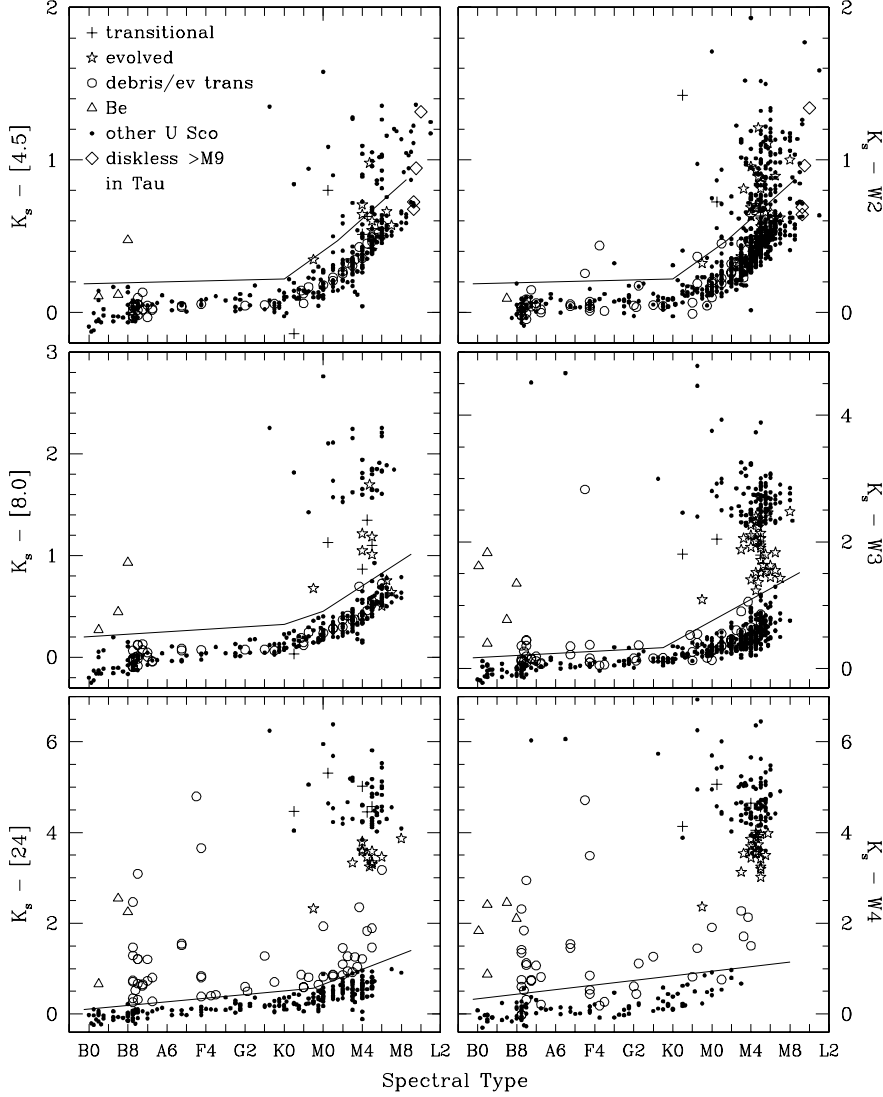 2
2
transitional
evolved
debris/ev trans
Be
other U Sco
diskless >M9
in Tau
1
1
0
0
K_s − [4.5]
K_s − W2
3
2
1
0
4
2
0
K_s − [8.0]
K_s − W3
6
4
2
0
6
4
2
0
K_s − [24]
K_s − W4
B0 B8 A6 F4 G2 K0 M0 M4 M8 B0 B8 A6 F4 G2 K0 M0 M4 M8 L2
Spectral Type